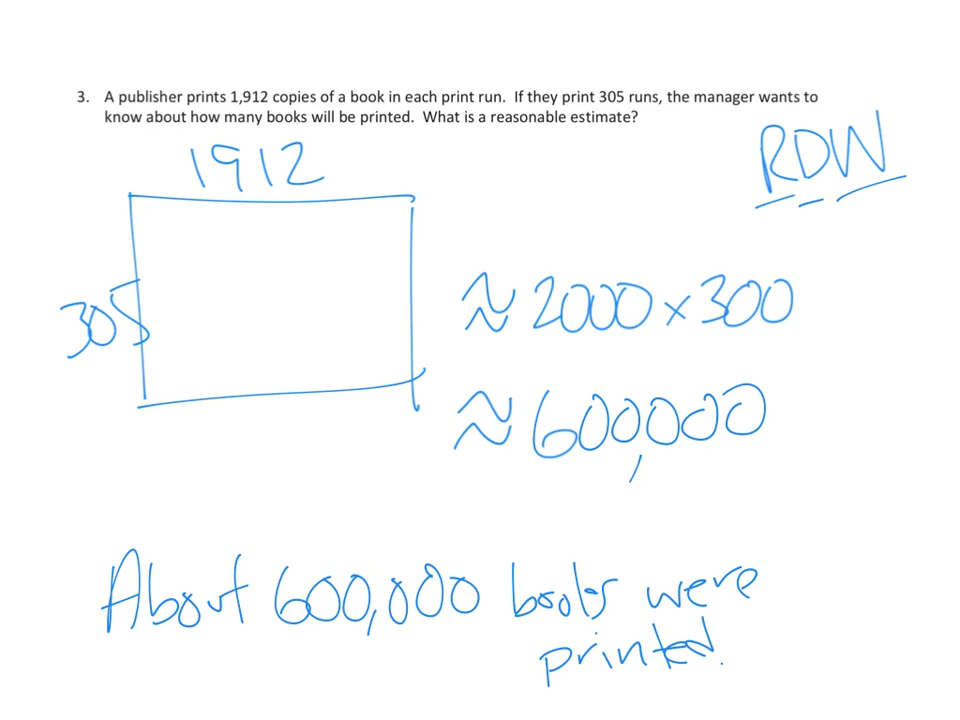 3. A publisher prints 1,912 copies of a book in each print run. If they print 305 runs, the manager wants to
know about how many books will be printed. What is a reasonable estimate?
RDW
1912
305
≈ 2000 x 300
≈ 600,000
About 600,000 books were
printed.